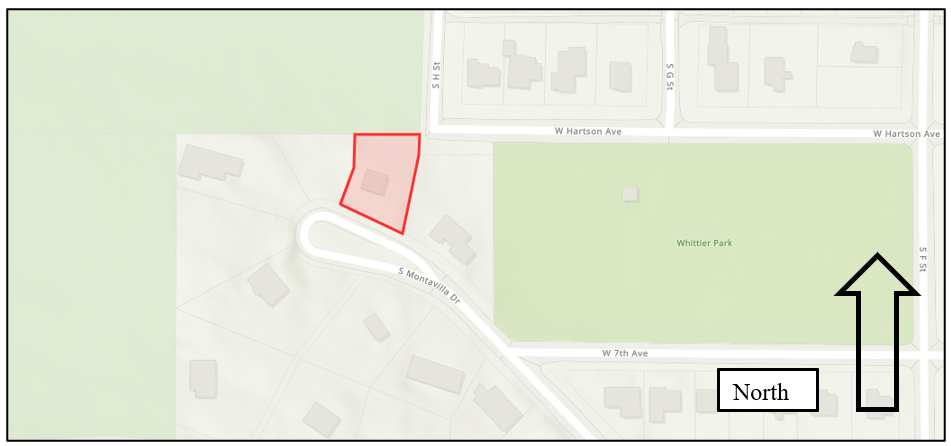 S H St
S G St
W Hartson Ave
W Hartson Ave
Whittier Park
S F St
S Montavilla Dr
W 7th Ave
North